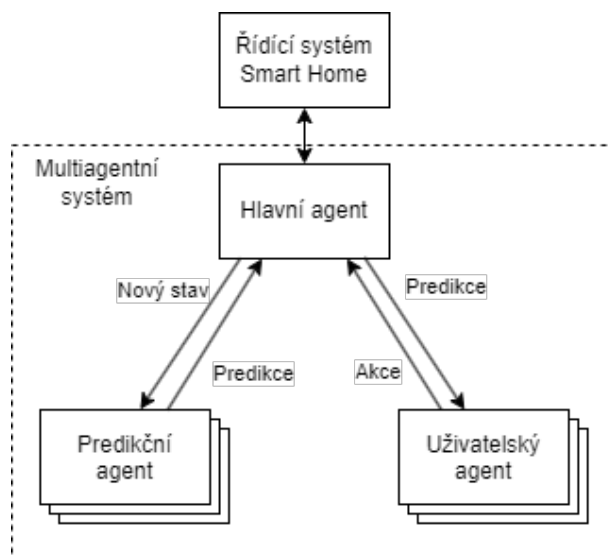 Řídící systém
Smart Home
Multiagentní
systém
Hlavní agent
Nový stav
Predikce
Predikce
Akce
Predikční
agent
Uživatelský
agent